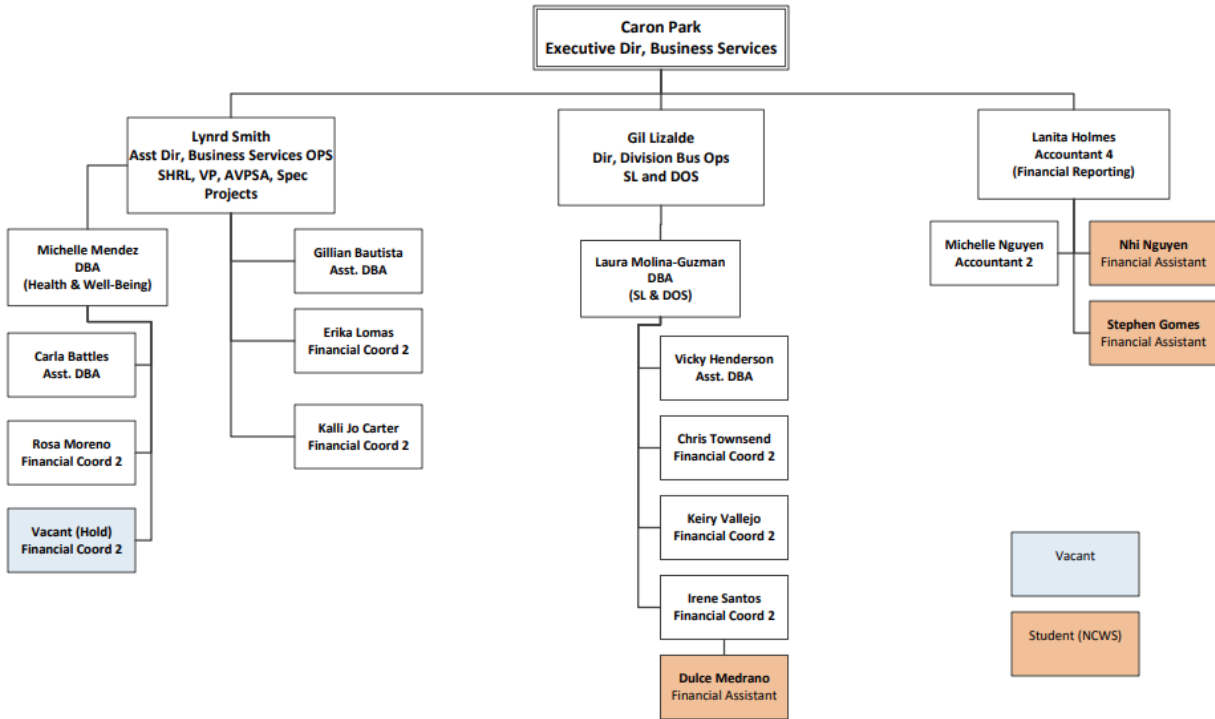 Caron Park
Executive Dir, Business Services
Lynrd Smith
Asst Dir, Business Services OPS
SHRL, VP, AVPSA, Spec
Projects
Gil Lizalde
Dir, Division Bus Ops
SL and DOS
Lanita Holmes
Accountant 4
(Financial Reporting)
Michelle Mendez
DBA
(Health & Well-Being)
Carla Battles
Asst. DBA
Rosa Moreno
Financial Coord 2
Vacant (Hold)
Financial Coord 2
Gillian Bautista
Asst. DBA
Erika Lomas
Financial Coord 2
Kalli Jo Carter
Financial Coord 2
Laura Molina-Guzman
DBA
(SL & DOS)
Vicky Henderson
Asst. DBA
Chris Townsend
Financial Coord 2
Keiry Vallejo
Financial Coord 2
Irene Santos
Financial Coord 2
Dulce Medrano
Financial Assistant
Michelle Nguyen
Accountant 2
Nhi Nguyen
Financial Assistant
Stephen Gomes
Financial Assistant
Vacant
Student (NCWS)